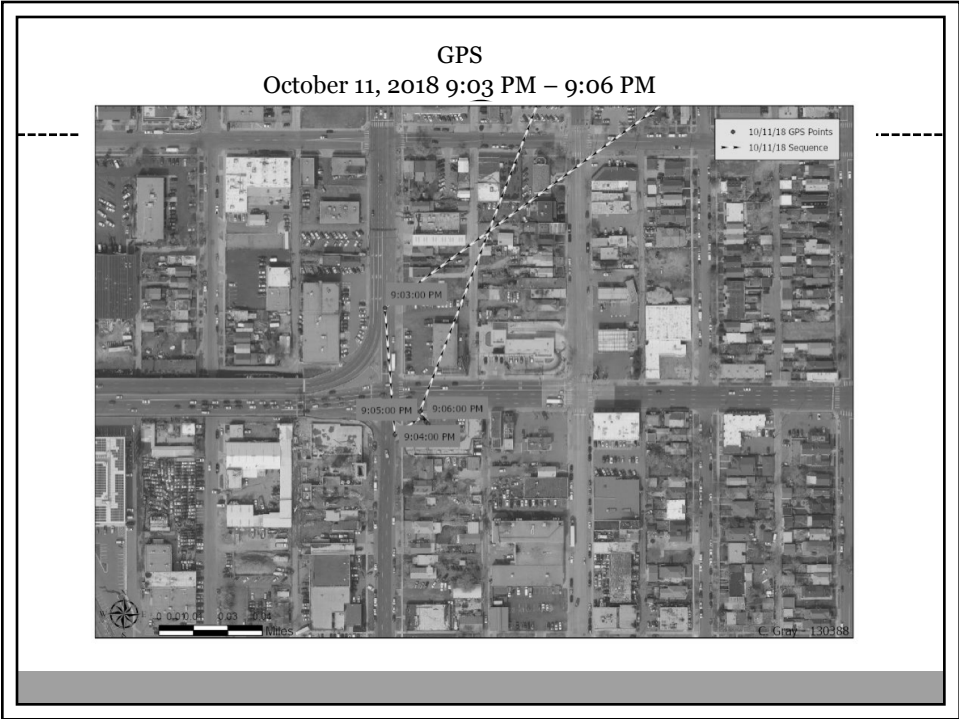 GPS
October 11, 2018 9:03 PM – 9:06 PM
10/11/18 GPS Points
10/11/18 Sequence
9:03:00 PM
9:05:00 PM
9:06:00 PM
9:04:00 PM
0.03
Miles
C. Gray - 130388